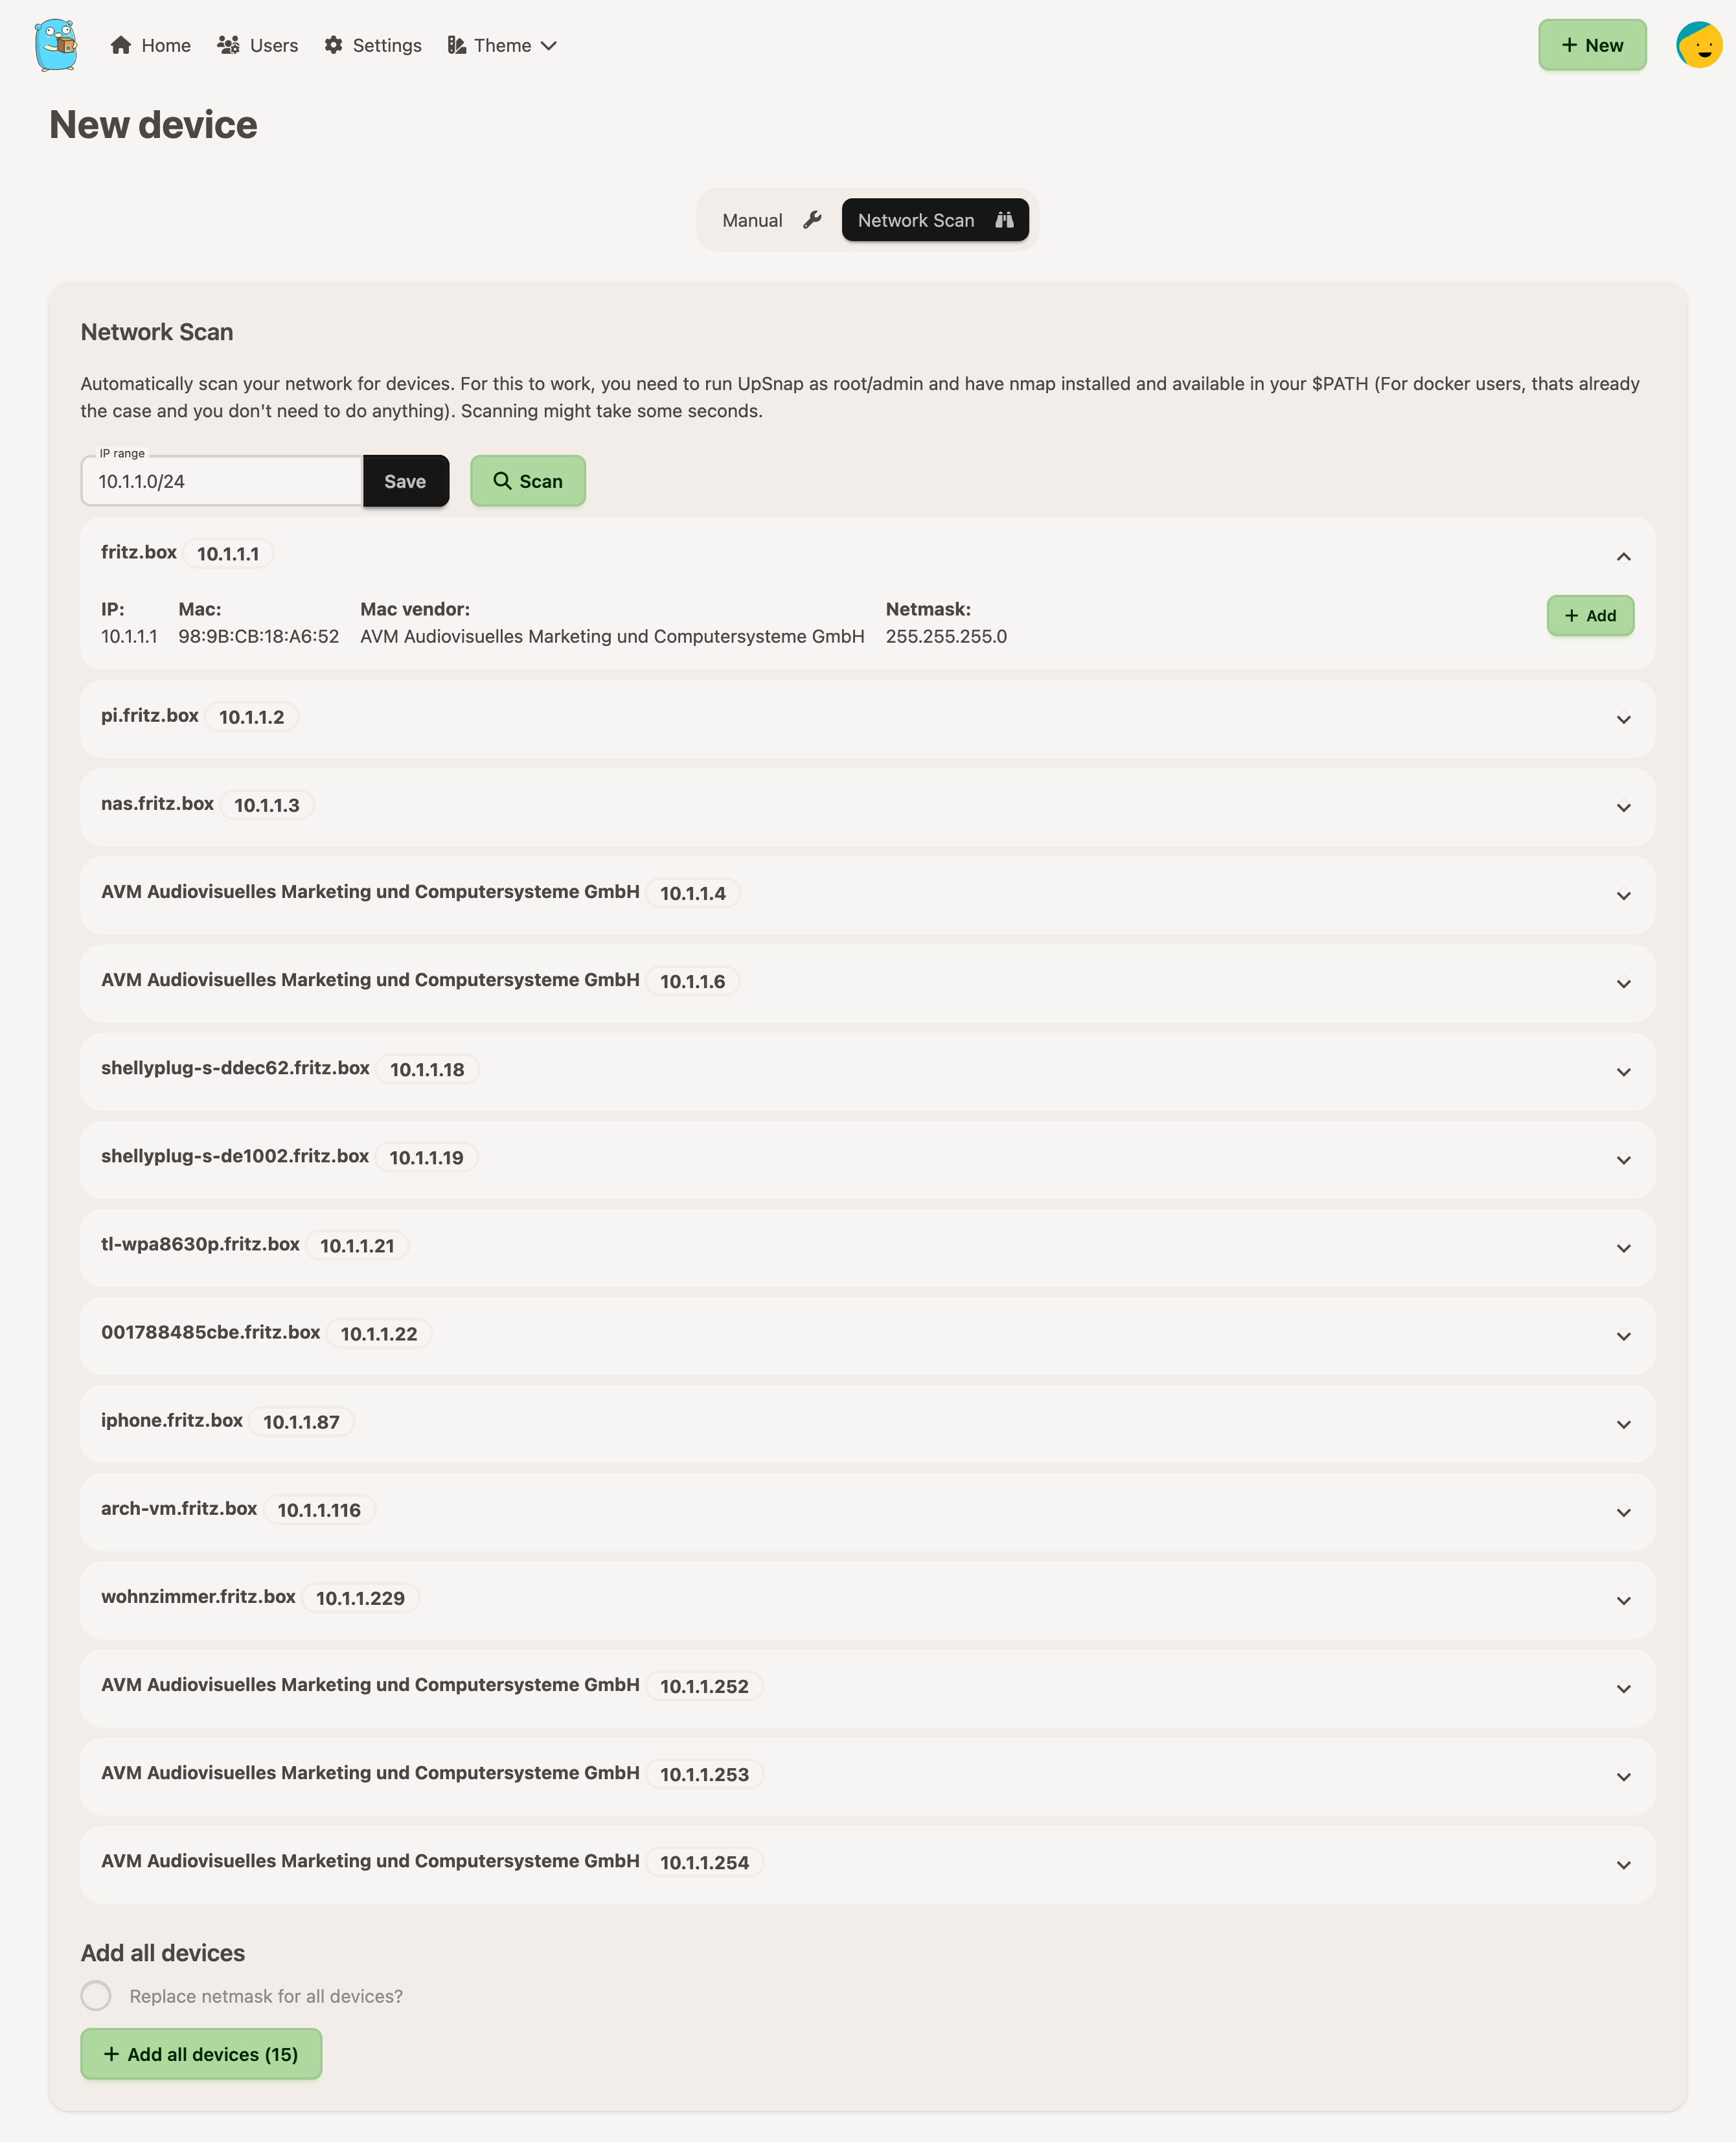 Home Users Settings Theme + New
New device
Manual Network Scan
Network Scan
Automatically scan your network for devices. For this to work, you need to run UpSnap as root/admin and have nmap installed and available in your $PATH (For docker users, thats already
the case and you don't need to do anything). Scanning might take some seconds.
IP range
10.1.1.0/24 Save Scan
fritz.box 10.1.1.1
IP: Mac: Mac vendor: Netmask:
10.1.1.1 98:9B:CB:18:A6:52 AVM Audiovisuelles Marketing und Computersysteme GmbH 255.255.255.0
+ Add
pi.fritz.box 10.1.1.2
nas.fritz.box 10.1.1.3
AVM Audiovisuelles Marketing und Computersysteme GmbH 10.1.1.4
AVM Audiovisuelles Marketing und Computersysteme GmbH 10.1.1.6
shellyplug-s-ddec62.fritz.box 10.1.1.18
shellyplug-s-de1002.fritz.box 10.1.1.19
tl-wpa8630p.fritz.box 10.1.1.21
001788485cbe.fritz.box 10.1.1.22
iphone.fritz.box 10.1.1.87
arch-vm.fritz.box 10.1.1.116
wohnzimmer.fritz.box 10.1.1.229
AVM Audiovisuelles Marketing und Computersysteme GmbH 10.1.1.252
AVM Audiovisuelles Marketing und Computersysteme GmbH 10.1.1.253
AVM Audiovisuelles Marketing und Computersysteme GmbH 10.1.1.254
Add all devices
Replace netmask for all devices?
+ Add all devices (15)